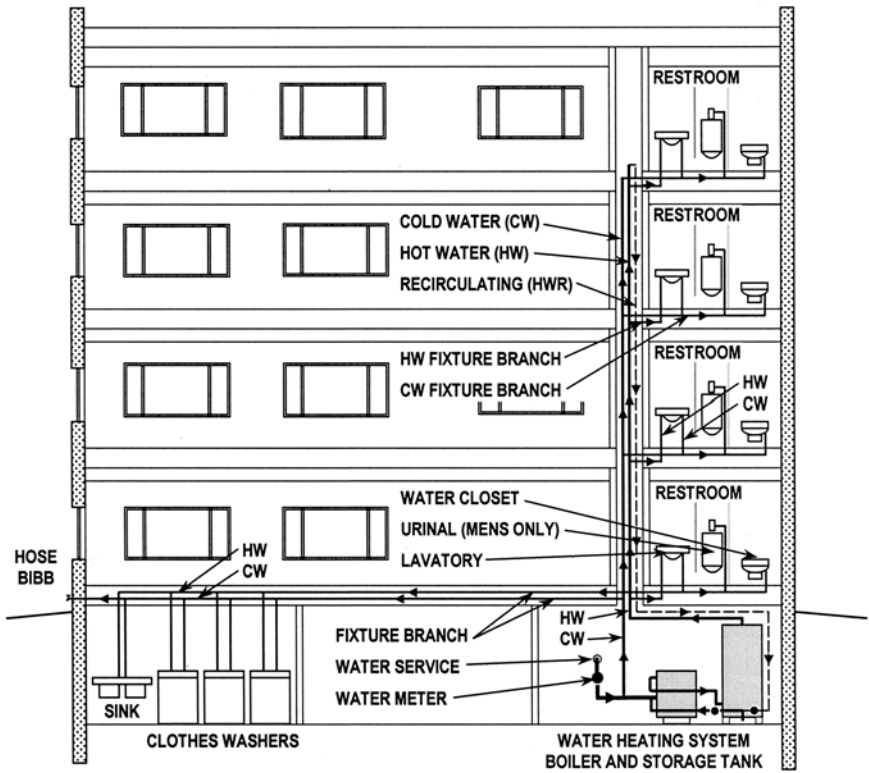 RESTROOM
RESTROOM
COLD WATER (CW)
HOT WATER (HW)
RECIRCULATING (HWR)
HW FIXTURE BRANCH
CW FIXTURE BRANCH
RESTROOM
HW
CW
RESTROOM
WATER CLOSET
URINAL (MENS ONLY)
LAVATORY
HOSE
BIBB
HW
CW
HW
CW
FIXTURE BRANCH
WATER SERVICE
WATER METER
SINK
CLOTHES WASHERS
WATER HEATING SYSTEM
BOILER AND STORAGE TANK